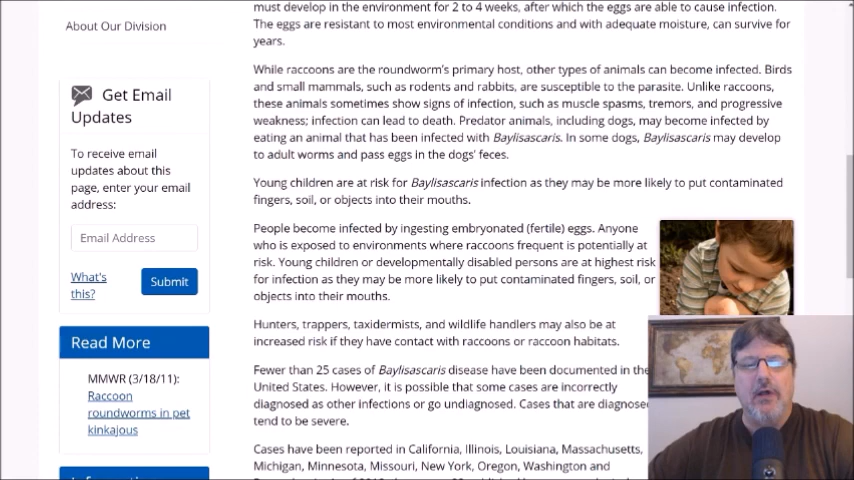 About Our Division
Get Email
Updates
To receive email
updates about this
page, enter your email
address:
Email Address
What's
this?
Submit
Read More
MMWR (3/18/11):
Raccoon
roundworms in pet
kinkajous
must develop in the environment for 2 to 4 weeks, after which the eggs are able to cause infection.
The eggs are resistant to most environmental conditions and with adequate moisture, can survive for
years.
While raccoons are the roundworm's primary host, other types of animals can become infected. Birds
and small mammals, such as rodents and rabbits, are susceptible to the parasite. Unlike raccoons,
these animals sometimes show signs of infection, such as muscle spasms, tremors, and progressive
weakness; infection can lead to death. Predator animals, including dogs, may become infected by
eating an animal that has been infected with Baylisascaris. In some dogs, Baylisascaris may develop
to adult worms and pass eggs in the dogs' feces.
Young children are at risk for Baylisascaris infection as they may be more likely to put contaminated
fingers, soil, or objects into their mouths.
People become infected by ingesting embryonated (fertile) eggs. Anyone
who is exposed to environments where raccoons frequent is potentially at
risk. Young children or developmentally disabled persons are at highest risk
for infection as they may be more likely to put contaminated fingers, soil, or
objects into their mouths.
Hunters, trappers, taxidermists, and wildlife handlers may also be at
increased risk if they have contact with raccoons or raccoon habitats.
Fewer than 25 cases of Baylisascaris disease have been documented in the
United States. However, it is possible that some cases are incorrectly
diagnosed as other infections or go undiagnosed. Cases that are diagnose
tend to be severe.
Cases have been reported in California, Illinois, Louisiana, Massachusetts,
Michigan, Minnesota, Missouri, New York, Oregon, Washington and